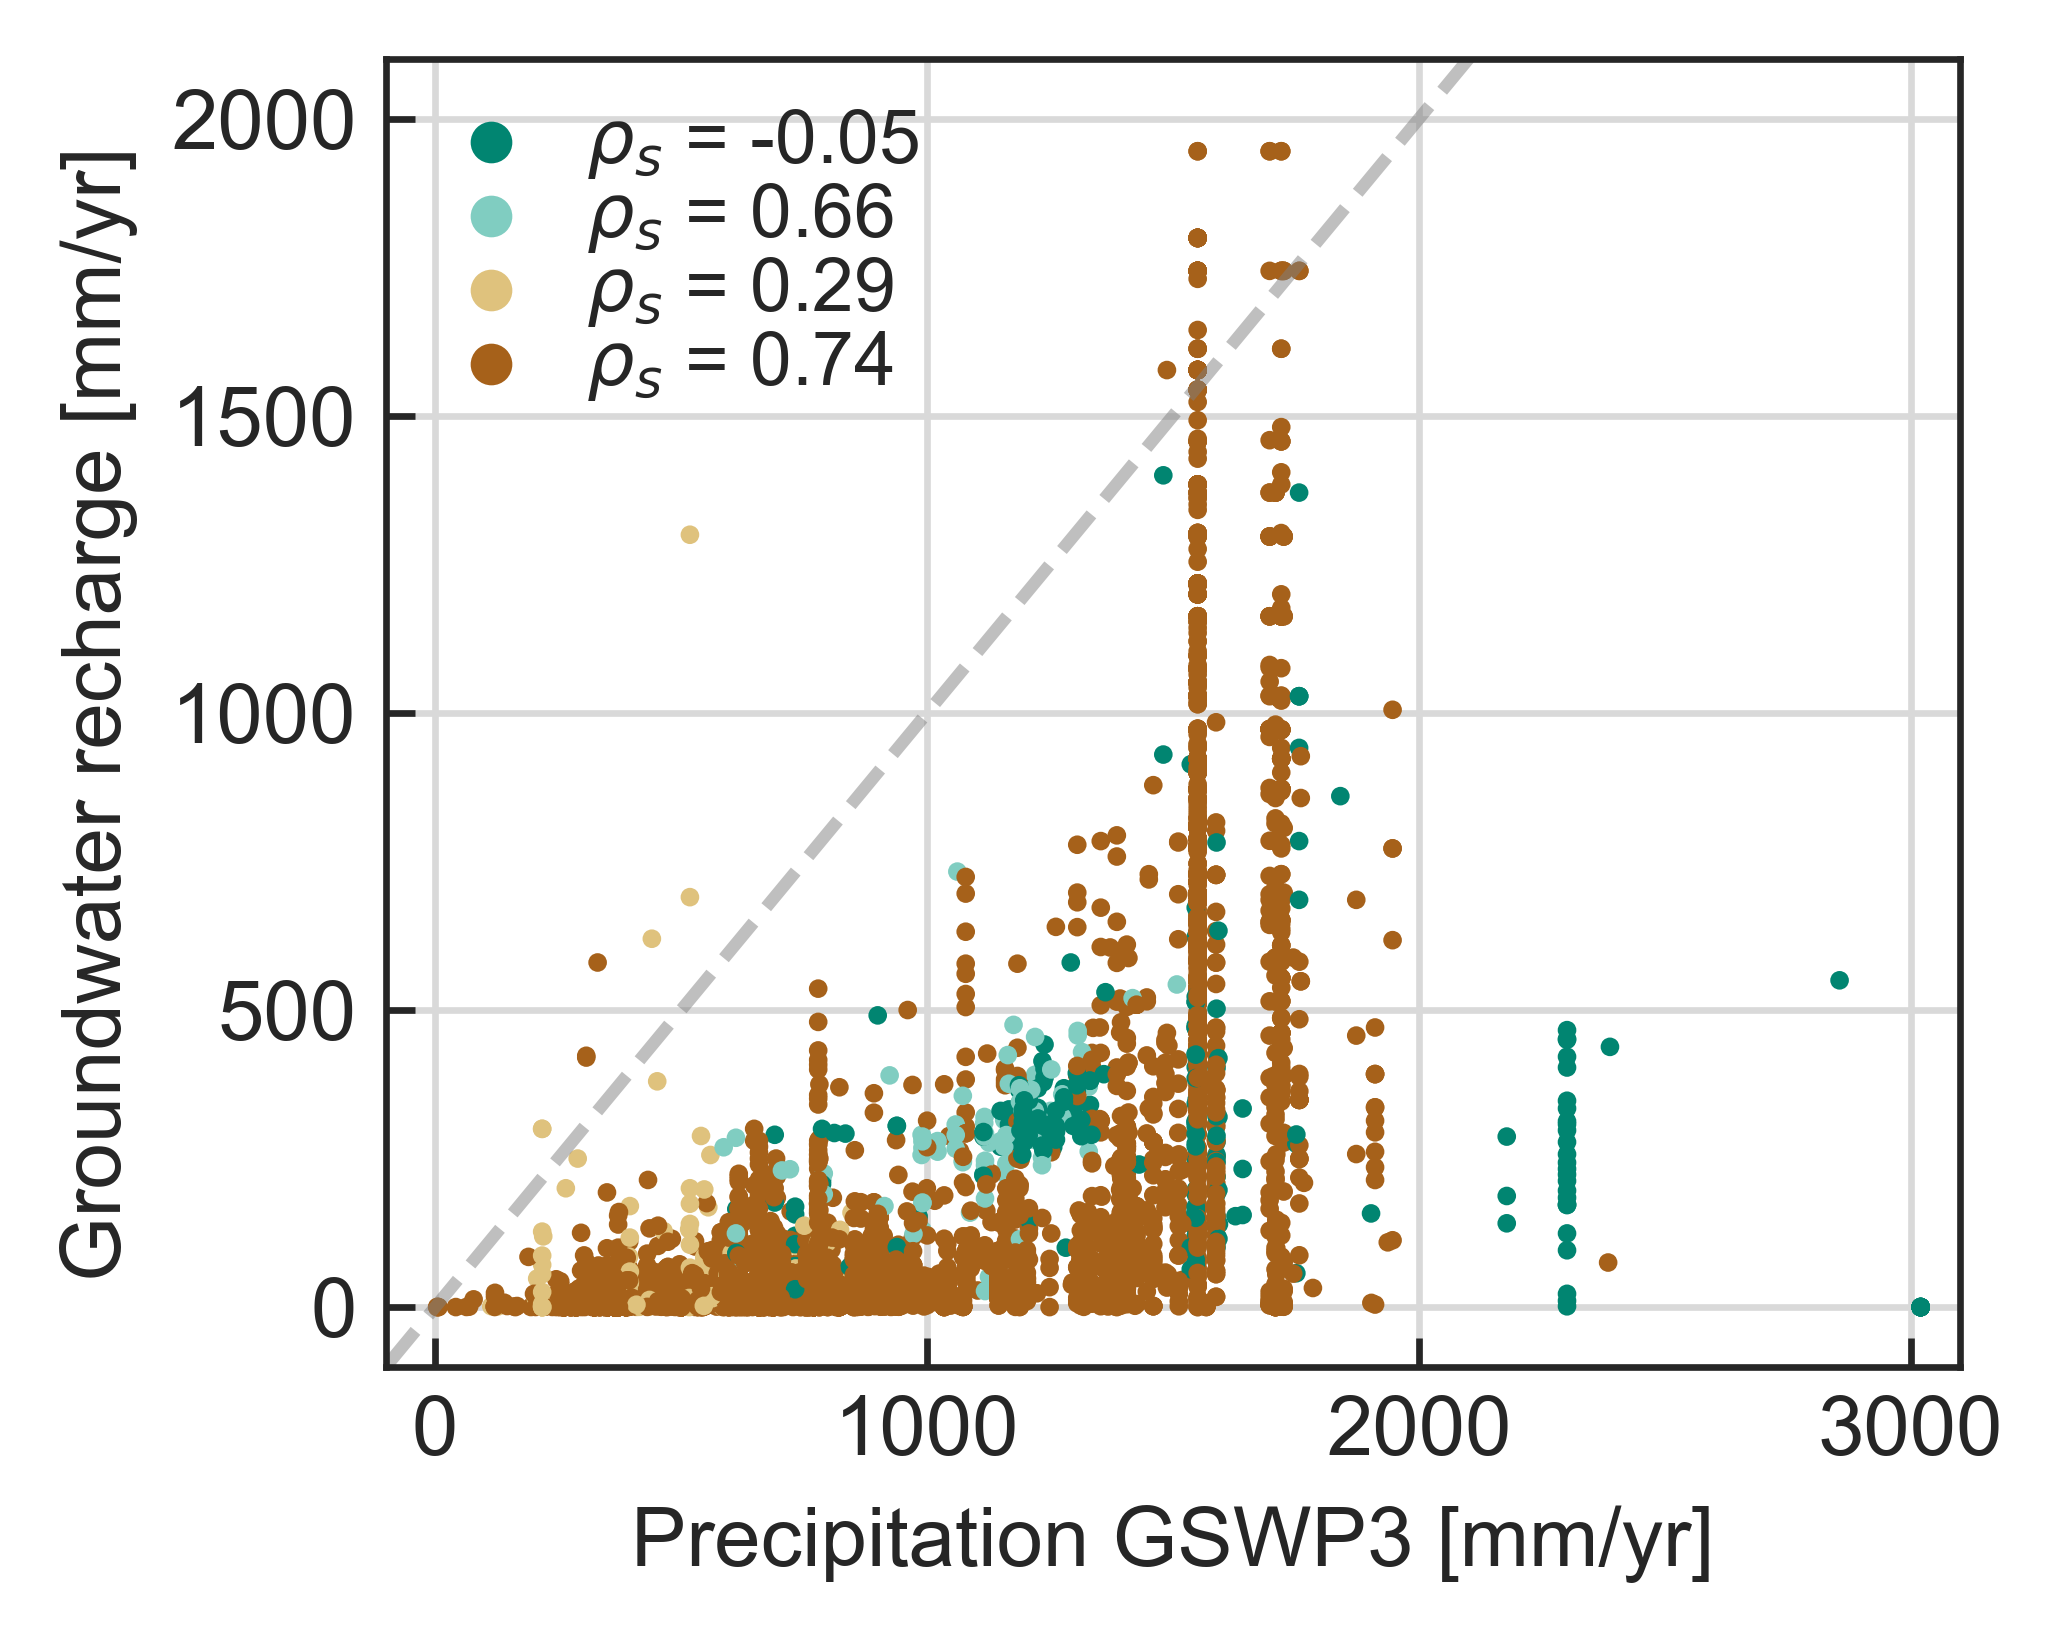 ρs = -0.05
ρs = 0.66
ρs = 0.29
ρs = 0.74
2000
1500
1000
500
0
Groundwater recharge [mm/yr]
0 1000 2000 3000
Precipitation GSWP3 [mm/yr]